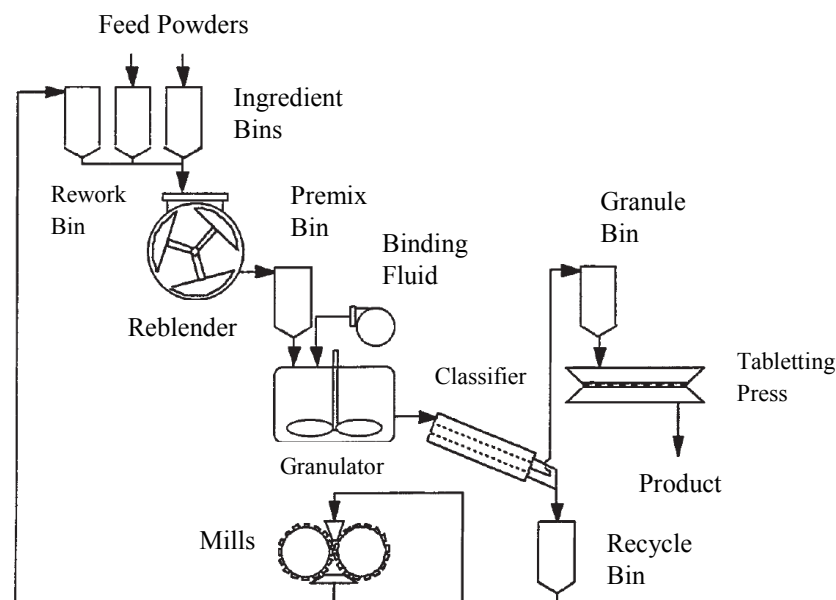 Feed Powders
Ingredient
Bins
Rework
Bin
Premix
Bin
Binding
Fluid
Granule
Bin
Reblender
Classifier
Tabletting
Press
Granulator
Product
Mills
Recycle
Bin